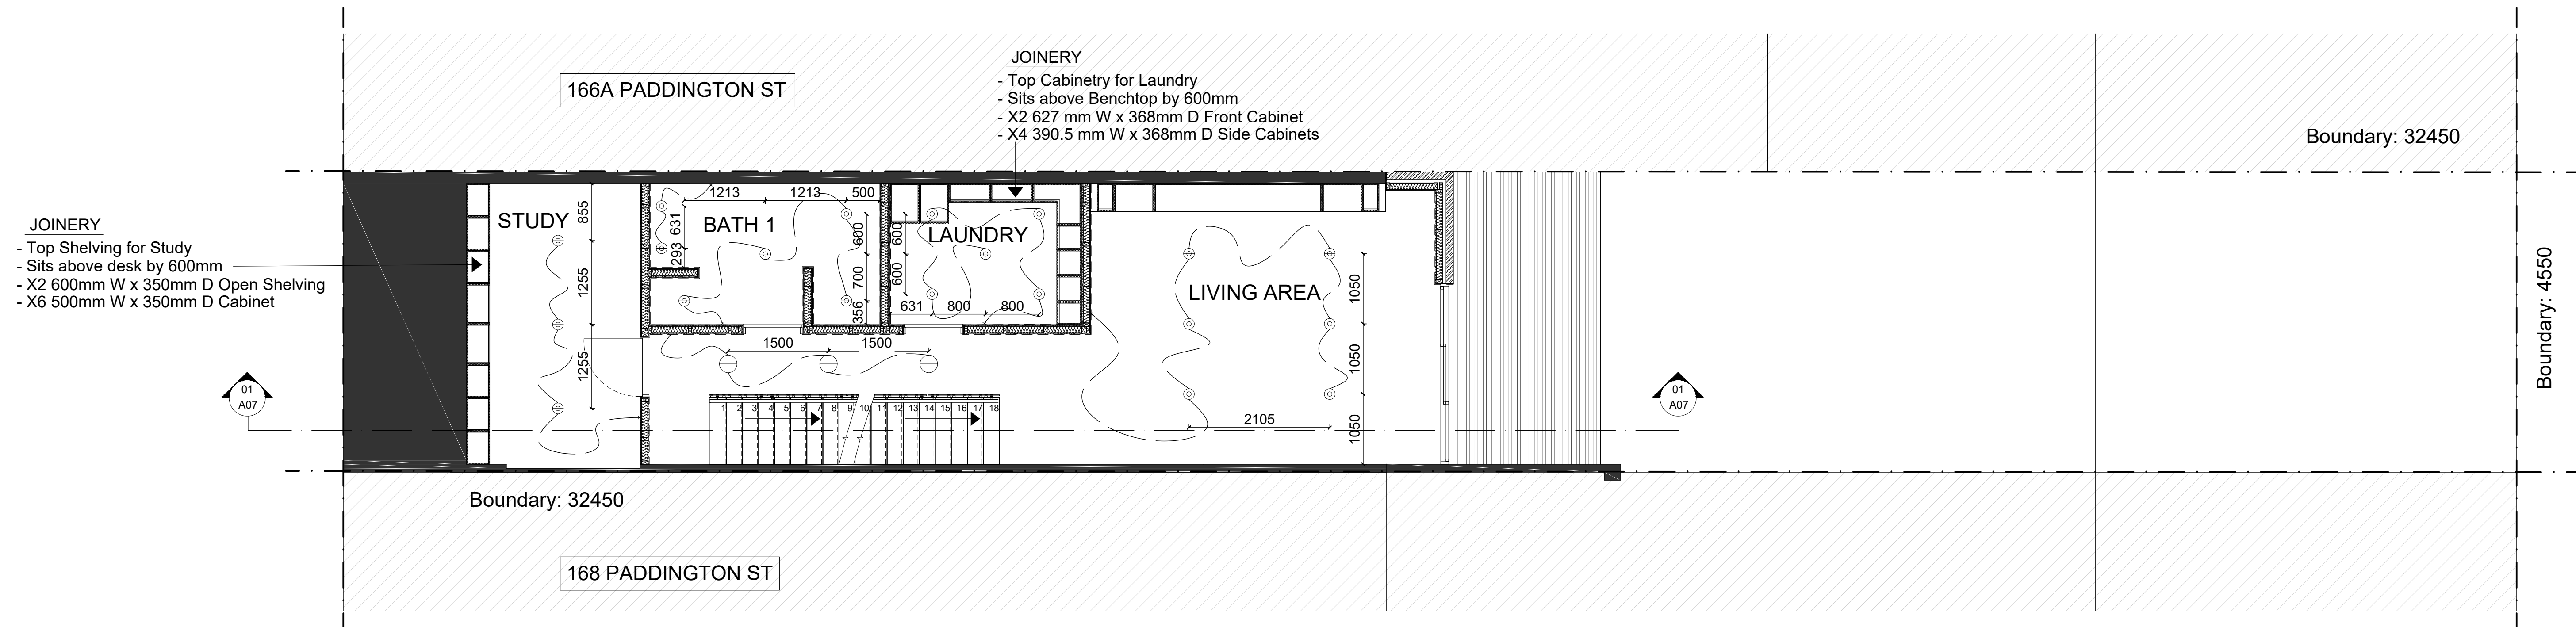 JOINERY
- Top Cabinetry for Laundry
- Sits above Benchtop by 600mm
- X2 627 mm W x 368mm D Front Cabinet
- X4 390.5 mm W x 368mm D Side Cabinets
166A PADDINGTON ST
Boundary: 32450
JOINERY
- Top Shelving for Study
- Sits above desk by 600mm
- X2 600mm W x 350mm D Open Shelving
- X6 500mm W x 350mm D Cabinet
STUDY
855
1255
1255
BATH 1
1213
1213
500
631
293
600
700
356
LAUNDRY
600
600
631
800
800
LIVING AREA
1050
1050
1050
2105
1500
1500
1 2 3 4 5 6 7 8 9 10 11 12 13 14 15 16 17 18
01
A07
01
A07
Boundary: 4550
Boundary: 32450
168 PADDINGTON ST